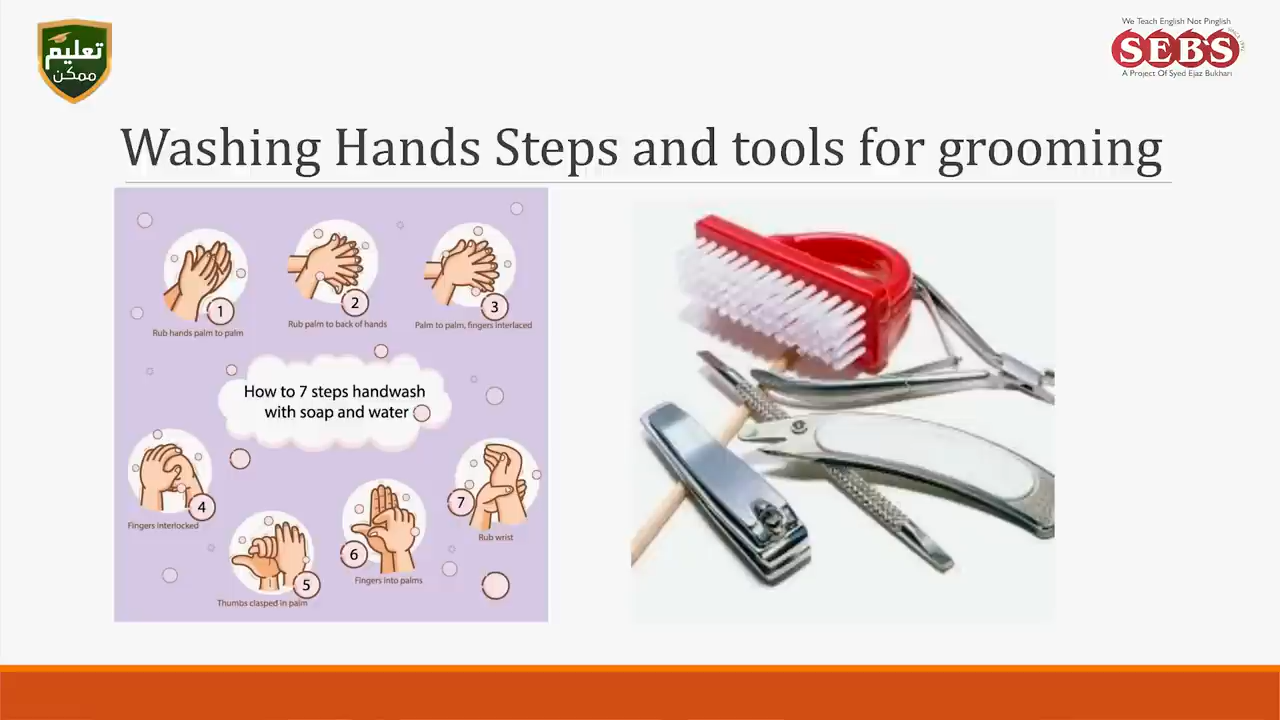 تعلیم
ممکن
We Teach English Not Pinglish
SEBS
A Project Of Syed Ejaz Bukhari
Washing Hands Steps and tools for grooming
1
Rub hands palm to palm
2
Rub palm to back of hands
3
Palm to palm, fingers interlaced
How to 7 steps handwash
with soap and water
4
Fingers interlocked
5
Thumbs clasped in palm
6
Fingers into palms
7
Rub wrist